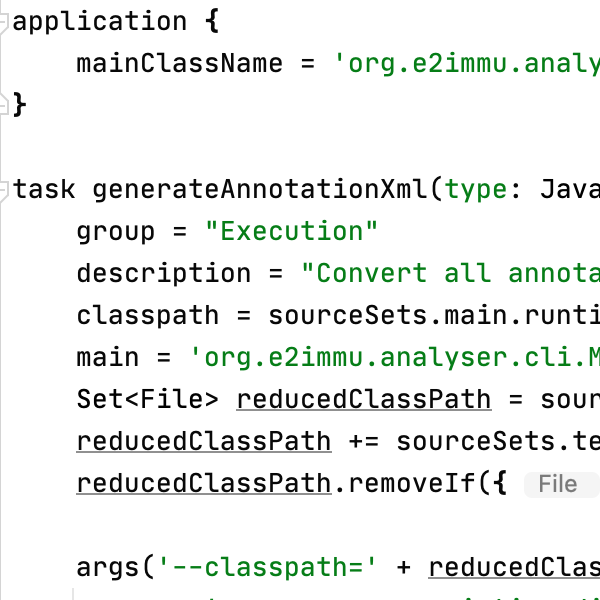 application {
    mainClassName = 'org.e2immu.analy
}
task generateAnnotationXml(type: Java
    group = "Execution"
    description = "Convert all annota
    classpath = sourceSets.main.runti
    main = 'org.e2immu.analyser.cli.M
    Set<File> reducedClassPath = sour
    reducedClassPath += sourceSets.te
    reducedClassPath.removeIf({ File
    args('--classpath=' + reducedClas